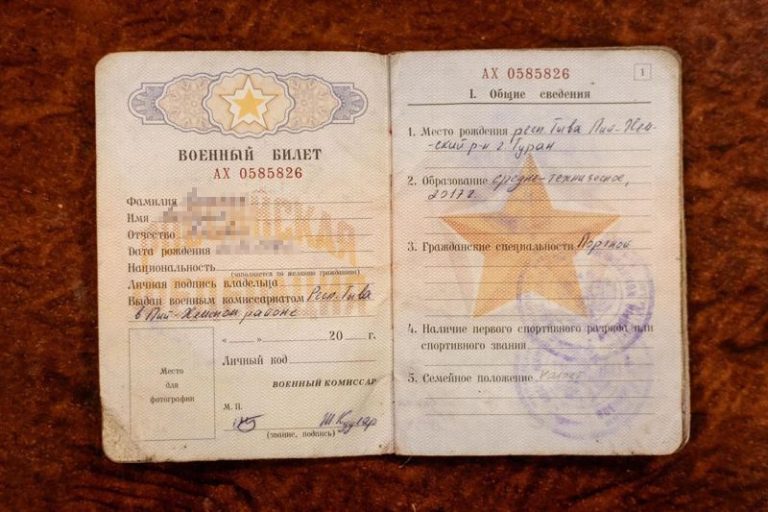 ВОЕННЫЙ БИЛЕТ
АХ 0585826
Фамилия
Имя
Отчество
Дата рождения
Национальность
(заполняется по желанию гражданина)
Личная подпись владельца
Выдан военным комиссариатом Респ. Тыва
в Пий-Хемском районе
« » 20 г.
Личный код
ВОЕННЫЙ КОМИССАР
Место
для
фотографии
М. П.
(звание, подпись)
АХ 0585826
1
I. Общие сведения
1. Место рождения респ. Тыва Пий-Хем-
-ский р-н г. Туран
2. Образование средне-техническое,
2017г.
3. Гражданские специальности Портной
4. Наличие первого спортивного разряда или
спортивного звания
5. Семейное положение холост